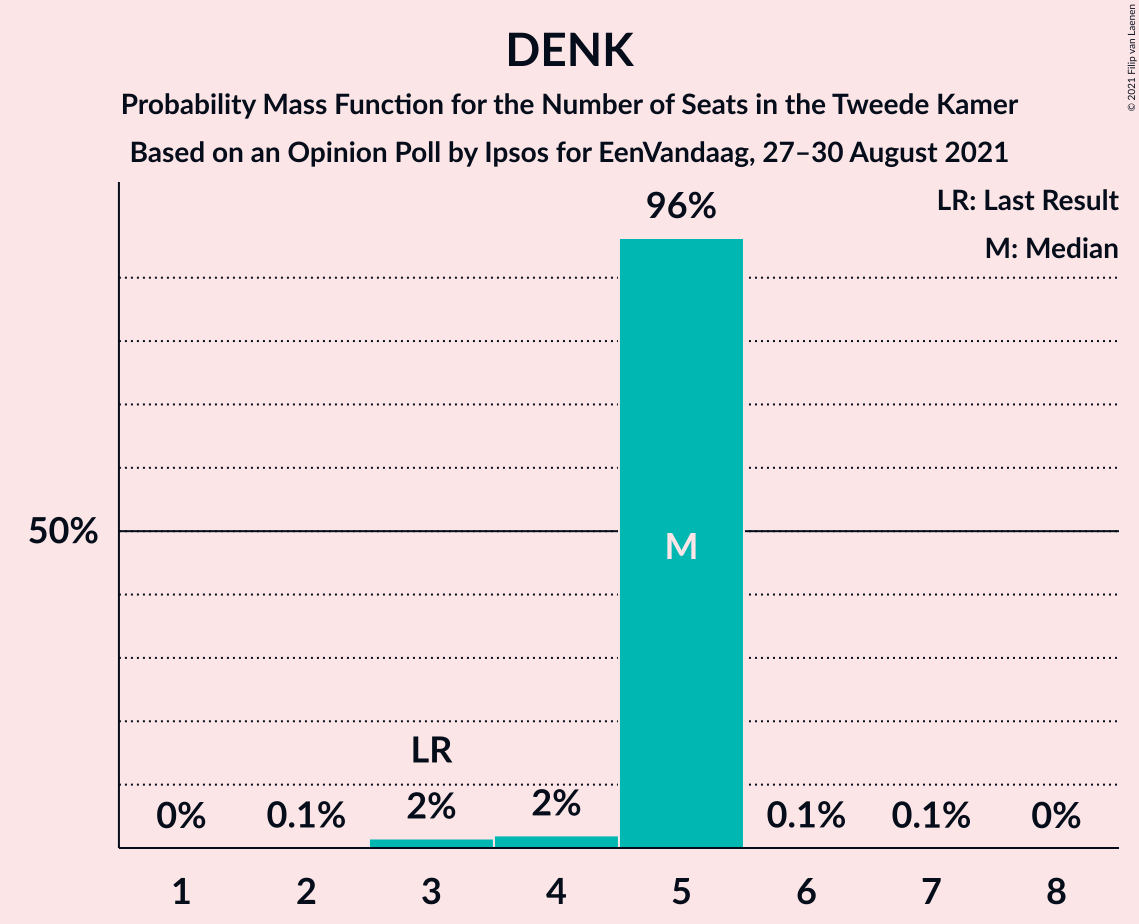 DENK
Probability Mass Function for the Number of Seats in the Tweede Kamer
Based on an Opinion Poll by Ipsos for EenVandaag, 27–30 August 2021
© 2021 Filip van Laenen
LR: Last Result
M: Median
96%
50%
M
LR
0% 0.1% 2% 2% 0.1% 0.1% 0%
1 2 3 4 5 6 7 8